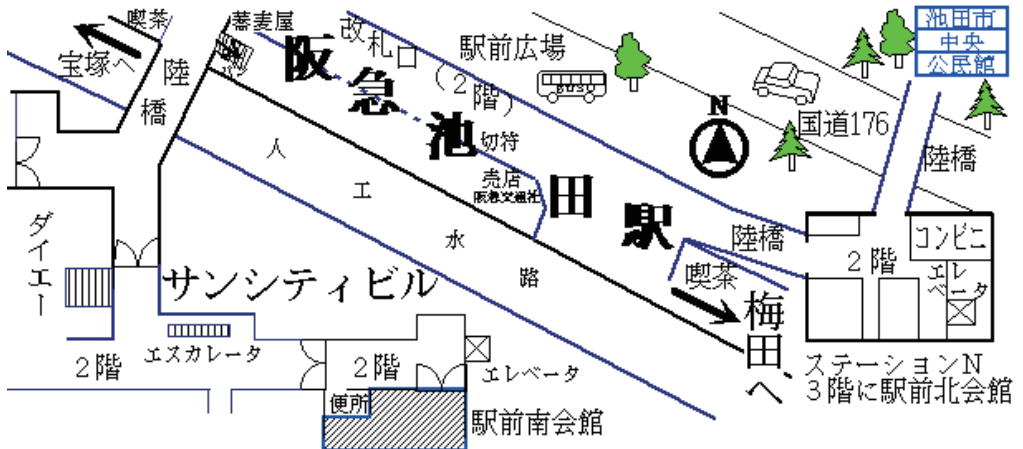 喫茶
宝塚へ
陸橋
蕎麦屋
阪急池田駅
改札口
(2階)
駅前広場
BUSU
国道176
池田市
中央
公民館
陸橋
N
切符
売店
阪急交通社
人工水路
陸橋
喫茶
梅田へ
2階
コンビニ
エレベータ
ステーションN
3階に駅前北会館
ダイエー
サンシティビル
エスカレータ
2階
2階
エレベータ
便所
駅前南会館